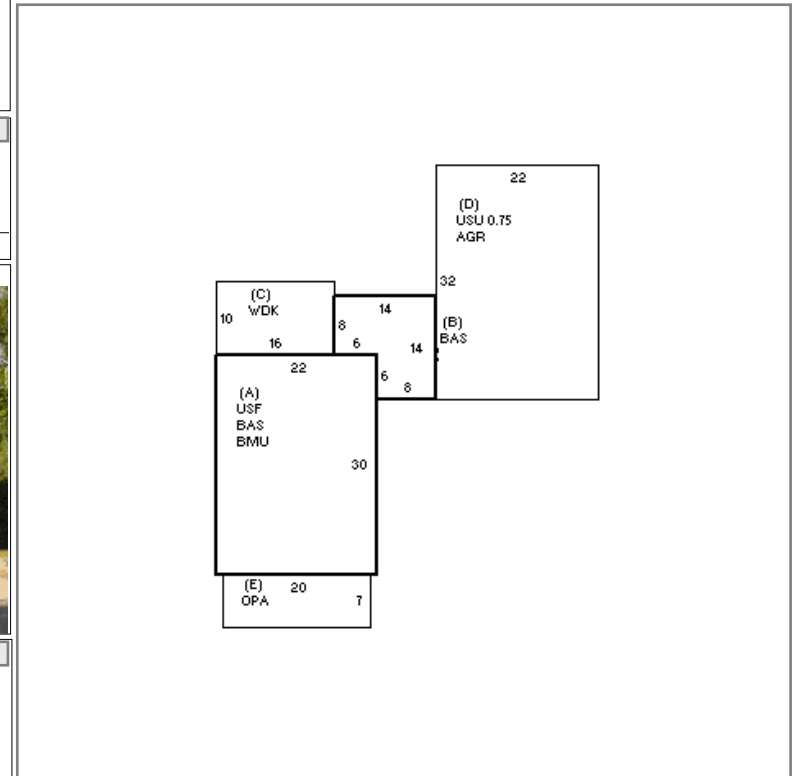 22
(D)
USU 0.75
AGR
32
(C)
WDK
10
16
14
8
6
14
(B)
BAS
6
8
22
(A)
USF
BAS
BMU
30
(E)
OPA
20
7